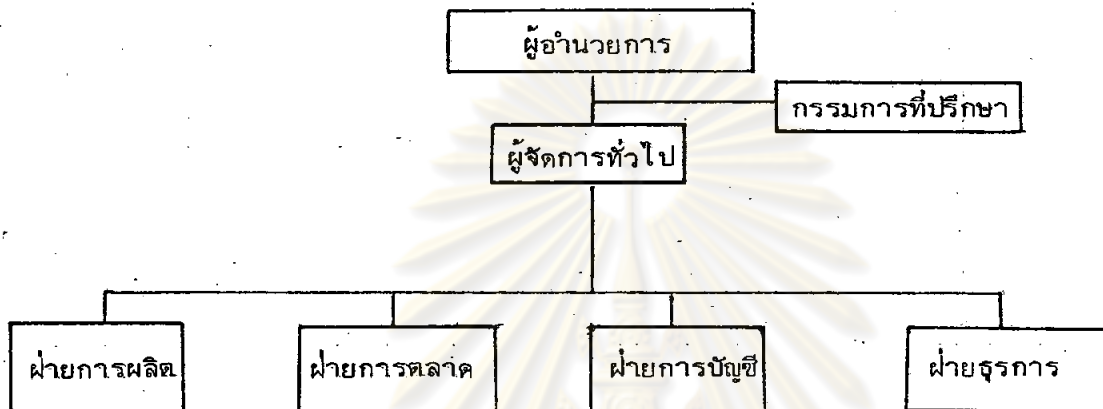 ผู้อำนวยการ
กรรมการที่ปรึกษา
ผู้จัดการทั่วไป
ฝ่ายการผลิต
ฝ่ายการตลาด
ฝ่ายการบัญชี
ฝ่ายธุรการ